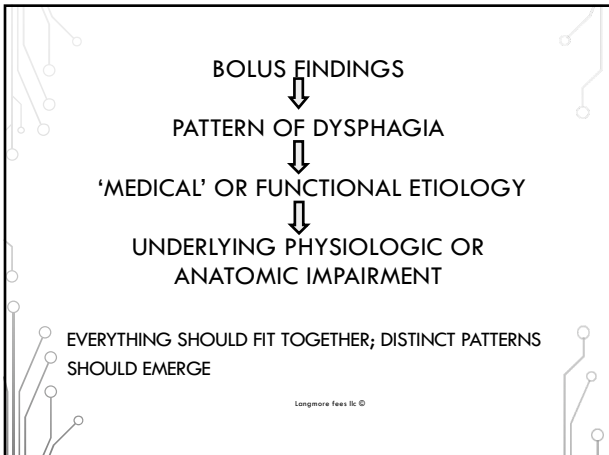 BOLUS FINDINGS
PATTERN OF DYSPHAGIA
‘MEDICAL’ OR FUNCTIONAL ETIOLOGY
UNDERLYING PHYSIOLOGIC OR
ANATOMIC IMPAIRMENT
EVERYTHING SHOULD FIT TOGETHER; DISTINCT PATTERNS
SHOULD EMERGE
Langmore fees llc ©